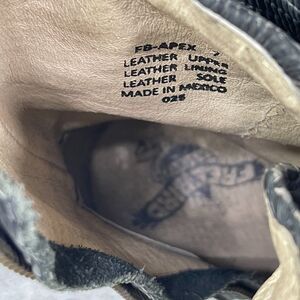 FB-APEX 7
LEATHER UPPER
LEATHER LINING
LEATHER SOLE
MADE IN MEXICO
025